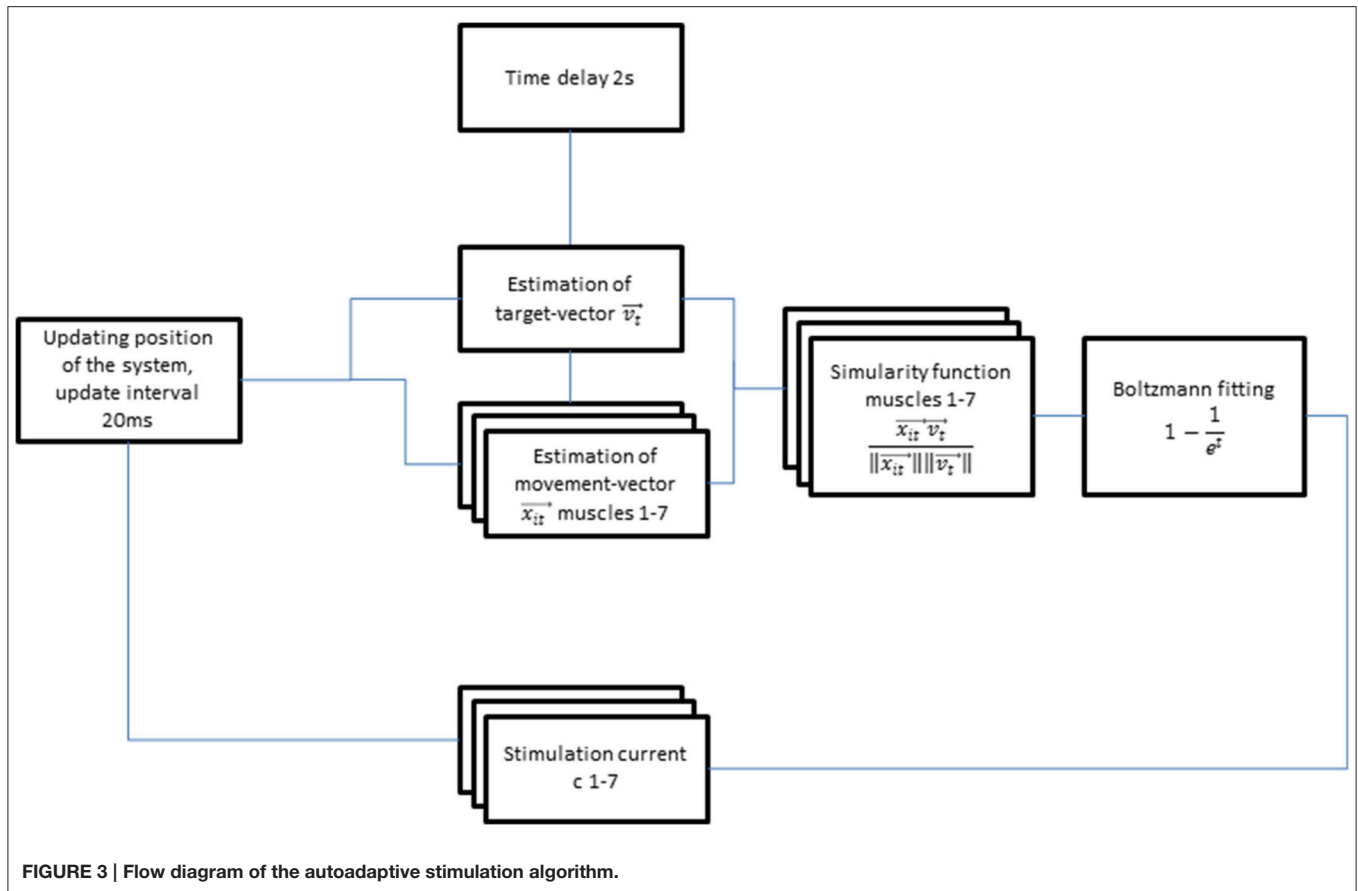 Time delay 2s
Estimation of
target-vector $\overrightarrow{v_t}$
Updating position
of the system,
update interval
20ms
Estimation of
movement-vector
$\overrightarrow{x_{it}}$ muscles 1-7
Simularity function
muscles 1-7
$\frac{\overrightarrow{x_{it}}\,\overrightarrow{v_t}}{\|\overrightarrow{x_{it}}\|\|\overrightarrow{v_t}\|}$
Boltzmann fitting
$1 - \frac{1}{e^t}$
Stimulation current
c 1-7
FIGURE 3 | Flow diagram of the autoadaptive stimulation algorithm.